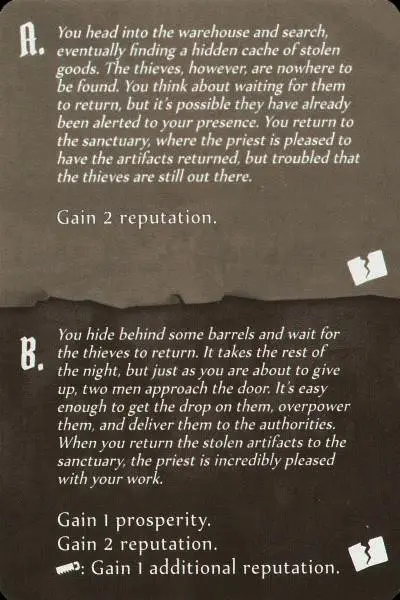 A.
You head into the warehouse and search,
eventually finding a hidden cache of stolen
goods. The thieves, however, are nowhere to
be found. You think about waiting for them
to return, but it's possible they have already
been alerted to your presence. You return to
the sanctuary, where the priest is pleased to
have the artifacts returned, but troubled that
the thieves are still out there.
Gain 2 reputation.
B.
You hide behind some barrels and wait for
the thieves to return. It takes the rest of
the night, but just as you are about to give
up, two men approach the door. It's easy
enough to get the drop on them, overpower
them, and deliver them to the authorities.
When you return the stolen artifacts to the
sanctuary, the priest is incredibly pleased
with your work.
Gain 1 prosperity.
Gain 2 reputation.
: Gain 1 additional reputation.